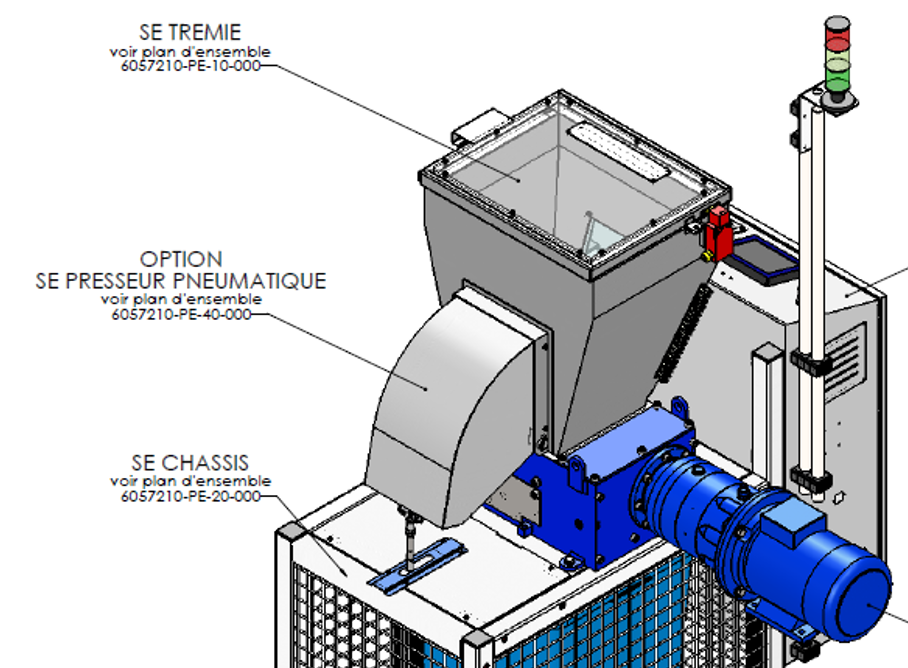 SE TREMIE
voir plan d'ensemble
6057210-PE-10-000
OPTION
SE PRESSEUR PNEUMATIQUE
voir plan d'ensemble
6057210-PE-40-000
SE CHASSIS
voir plan d'ensemble
6057210-PE-20-000